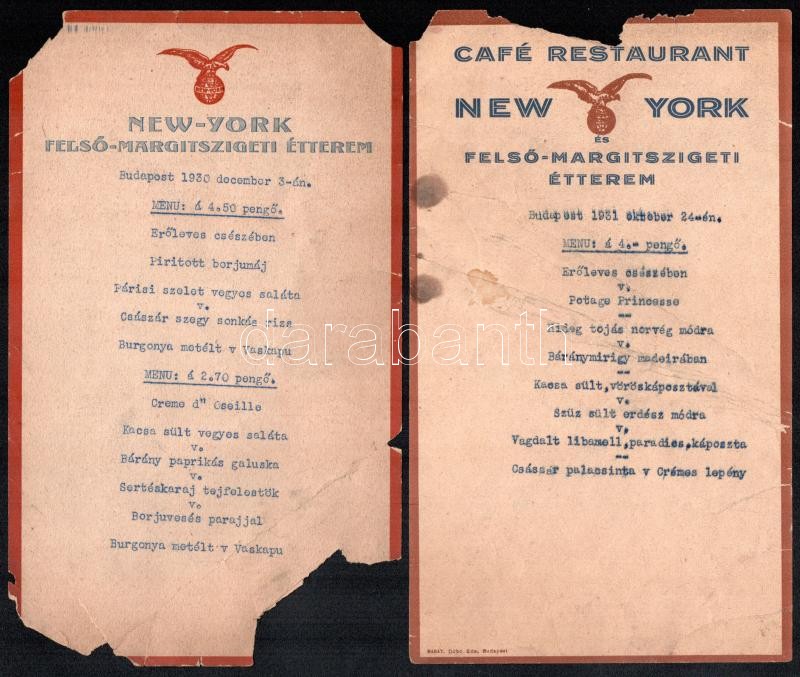 NEW-YORK
FELSŐ-MARGITSZIGETI ÉTTEREM
Budapest 1930 december 3-án.
MENU: á 4.50 pengő.
Erőleves csészében
Piritott borjumáj
Párisi szelet vegyes saláta
v.
Császár szegy sonkás rizs
Burgonya metélt v Vaskapu
MENU: á 2.70 pengő.
Creme d" Oseille
Kacsa sült vegyes saláta
v.
Bárány paprikás galuska
v.
Sertéskaraj tejfelestök
v.
Borjuvesés parajjal
Burgonya metélt v Vaskapu
CAFÉ RESTAURANT
NEW YORK
ÉS
FELSŐ-MARGITSZIGETI
ÉTTEREM
Budapest 1931 oktober 24-én.
MENU: á 4.- pengő.
Erőleves csészében
v.
Potage Princesse
--
Hideg tojás norvég módra
v.
Báránymirigy madeirában
--
Kacsa sült, vöröskáposztával
v.
Szüz sült erdész módra
v.
Vagdalt libamell, paradics, káposzta
--
Császár palacsinta v Crémes lepény
Budapest
darabanth